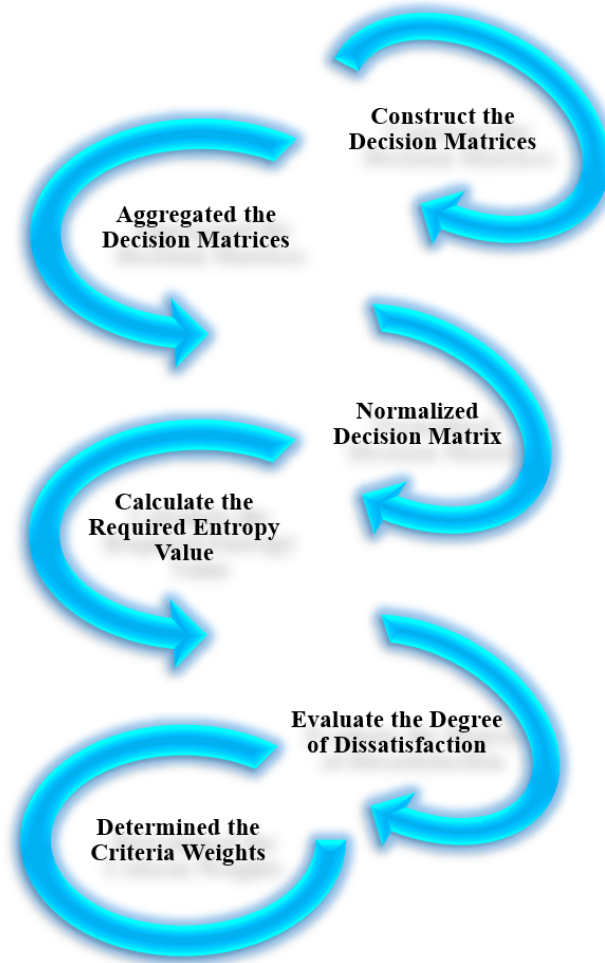 Construct the
Decision Matrices
Aggregated the
Decision Matrices
Normalized
Decision Matrix
Calculate the
Required Entropy
Value
Evaluate the Degree
of Dissatisfaction
Determined the
Criteria Weights